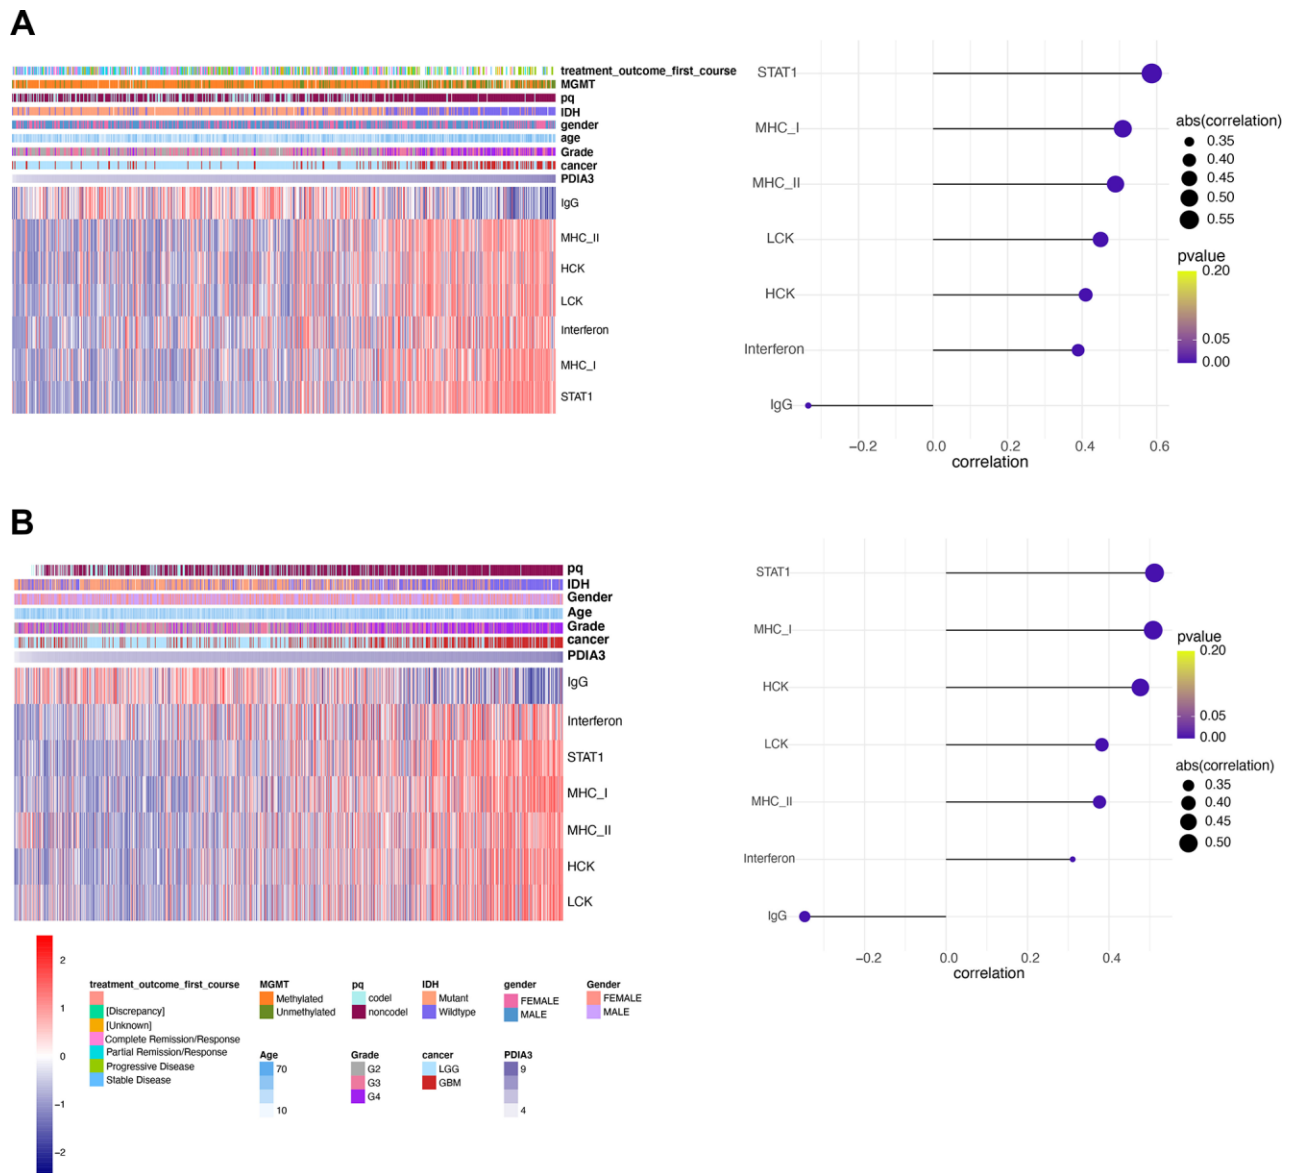 A
treatment_outcome_first_course
MGMT
pq
IDH
gender
age
Grade
cancer
PDIA3
IgG
MHC_II
HCK
LCK
Interferon
MHC_I
STAT1
STAT1
MHC_I
MHC_II
LCK
HCK
Interferon
IgG
−0.2 0.0 0.2 0.4 0.6
correlation
abs(correlation)
0.35
0.40
0.45
0.50
0.55
pvalue
0.20
0.05
0.00
B
pq
IDH
Gender
Age
Grade
cancer
PDIA3
IgG
Interferon
STAT1
MHC_I
MHC_II
HCK
LCK
STAT1
MHC_I
HCK
LCK
MHC_II
Interferon
IgG
−0.2 0.0 0.2 0.4
correlation
pvalue
0.20
0.05
0.00
abs(correlation)
0.35
0.40
0.45
0.50
2
1
0
−1
−2
treatment_outcome_first_course
[Discrepancy]
[Unknown]
Complete Remission/Response
Partial Remission/Response
Progressive Disease
Stable Disease
MGMT
Methylated
Unmethylated
pq
codel
noncodel
IDH
Mutant
Wildtype
gender
FEMALE
MALE
Gender
FEMALE
MALE
Age
70
10
Grade
G2
G3
G4
cancer
LGG
GBM
PDIA3
9
4